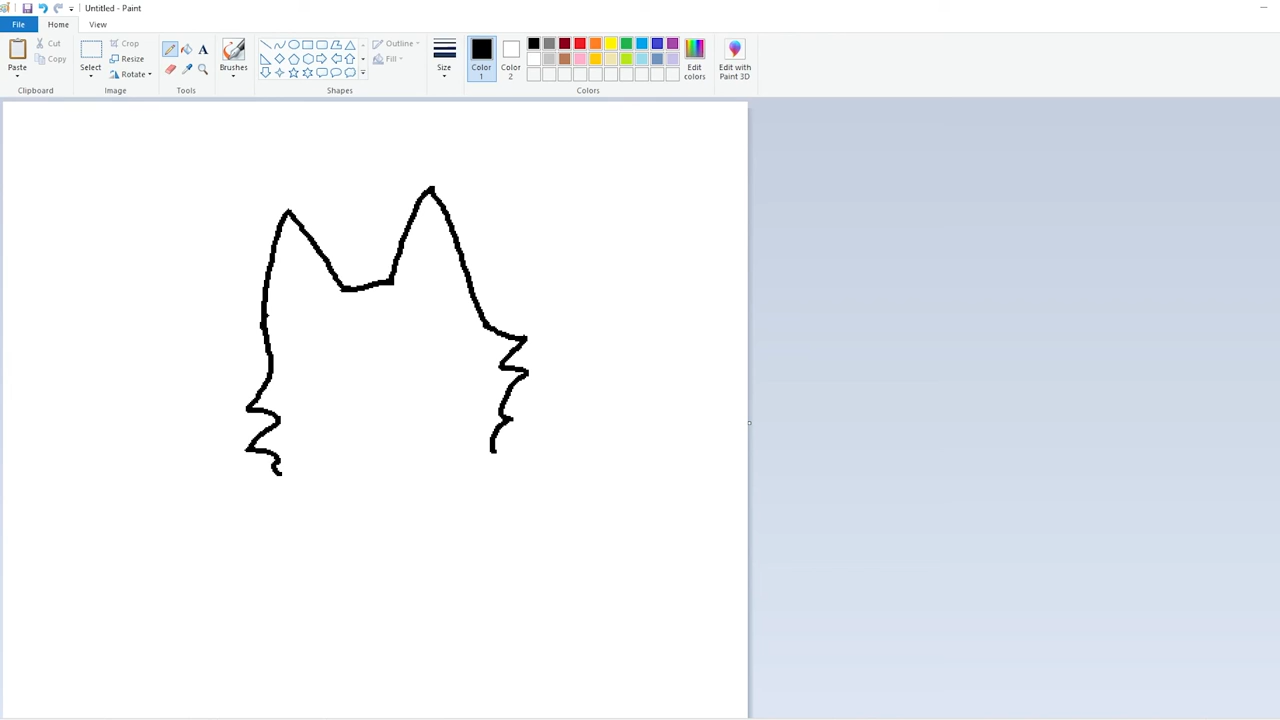 Untitled - Paint
File Home View
Paste Cut Copy Select Crop Resize Rotate A Brushes Outline Fill Size Color 1 Color 2 Edit colors Edit with Paint 3D
Clipboard Image Tools Shapes Colors